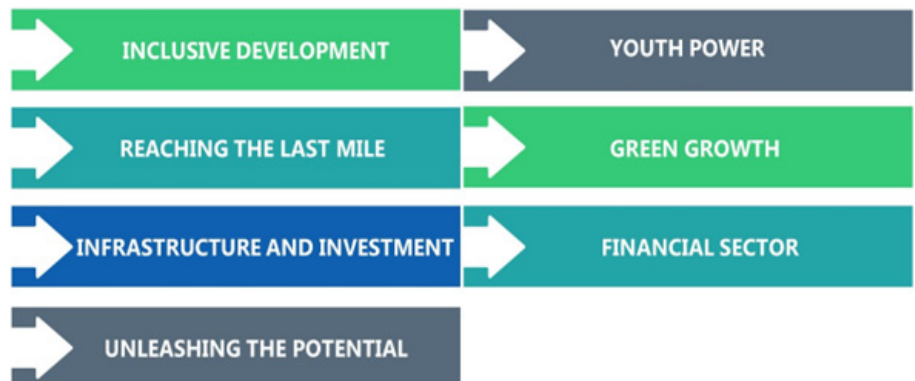 INCLUSIVE DEVELOPMENT
YOUTH POWER
REACHING THE LAST MILE
GREEN GROWTH
INFRASTRUCTURE AND INVESTMENT
FINANCIAL SECTOR
UNLEASHING THE POTENTIAL